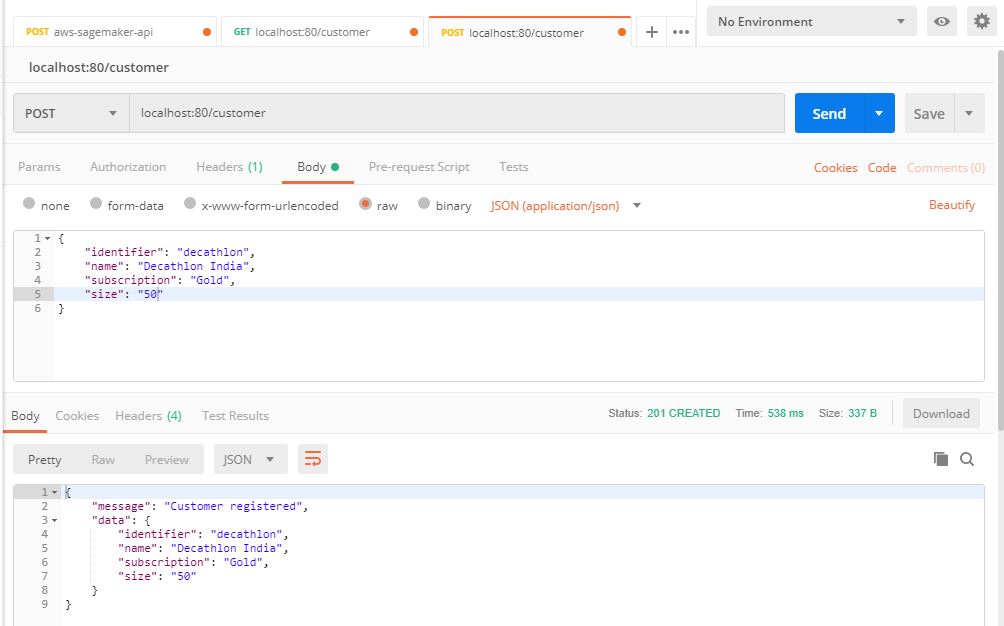 POST aws-sagemaker-api GET localhost:80/customer POST localhost:80/customer + ••• No Environment
localhost:80/customer
POST localhost:80/customer Send Save
Params Authorization Headers (1) Body Pre-request Script Tests Cookies Code Comments (0)
none form-data x-www-form-urlencoded raw binary JSON (application/json) Beautify
1 {
2 "identifier": "decathlon",
3 "name": "Decathlon India",
4 "subscription": "Gold",
5 "size": "50"
6 }
Body Cookies Headers (4) Test Results Status: 201 CREATED Time: 538 ms Size: 337 B Download
Pretty Raw Preview JSON
1 {
2 "message": "Customer registered",
3 "data": {
4 "identifier": "decathlon",
5 "name": "Decathlon India",
6 "subscription": "Gold",
7 "size": "50"
8 }
9 }